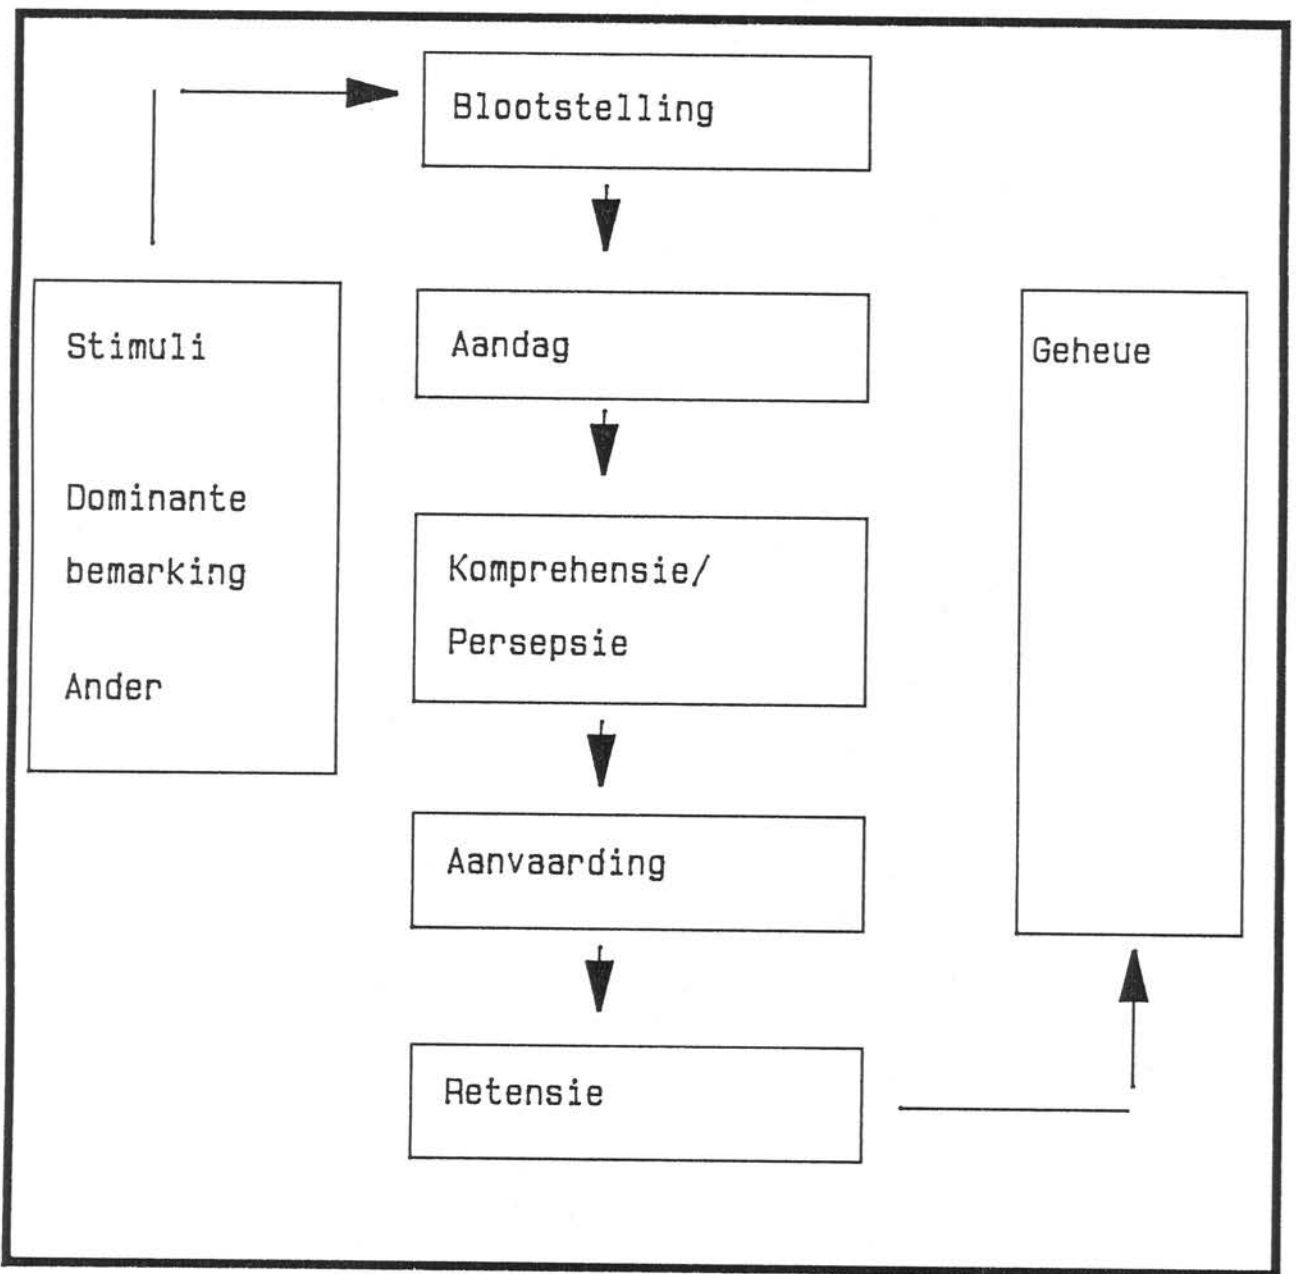 Blootstelling
Stimuli
Dominante
bemarking
Ander
Aandag
Komprehensie/
Persepsie
Aanvaarding
Retensie
Geheue